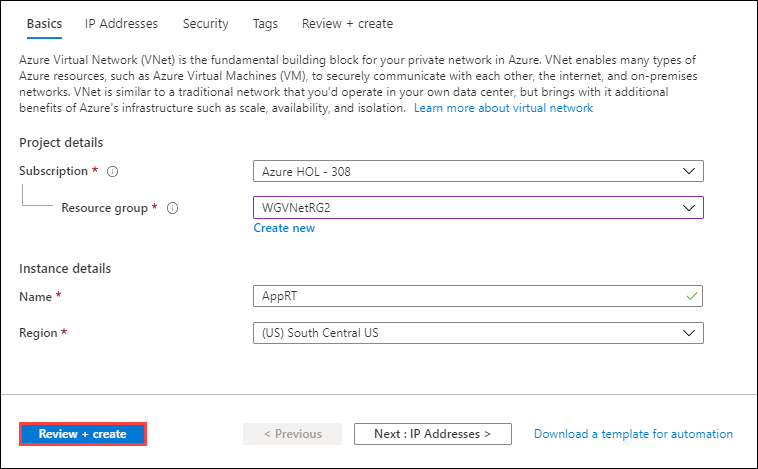 Basics IP Addresses Security Tags Review + create
Azure Virtual Network (VNet) is the fundamental building block for your private network in Azure. VNet enables many types of
Azure resources, such as Azure Virtual Machines (VM), to securely communicate with each other, the internet, and on-premises
networks. VNet is similar to a traditional network that you'd operate in your own data center, but brings with it additional
benefits of Azure's infrastructure such as scale, availability, and isolation. Learn more about virtual network
Project details
Subscription * Azure HOL - 308
Resource group * WGVNetRG2
Create new
Instance details
Name * AppRT
Region * (US) South Central US
Review + create < Previous Next : IP Addresses > Download a template for automation